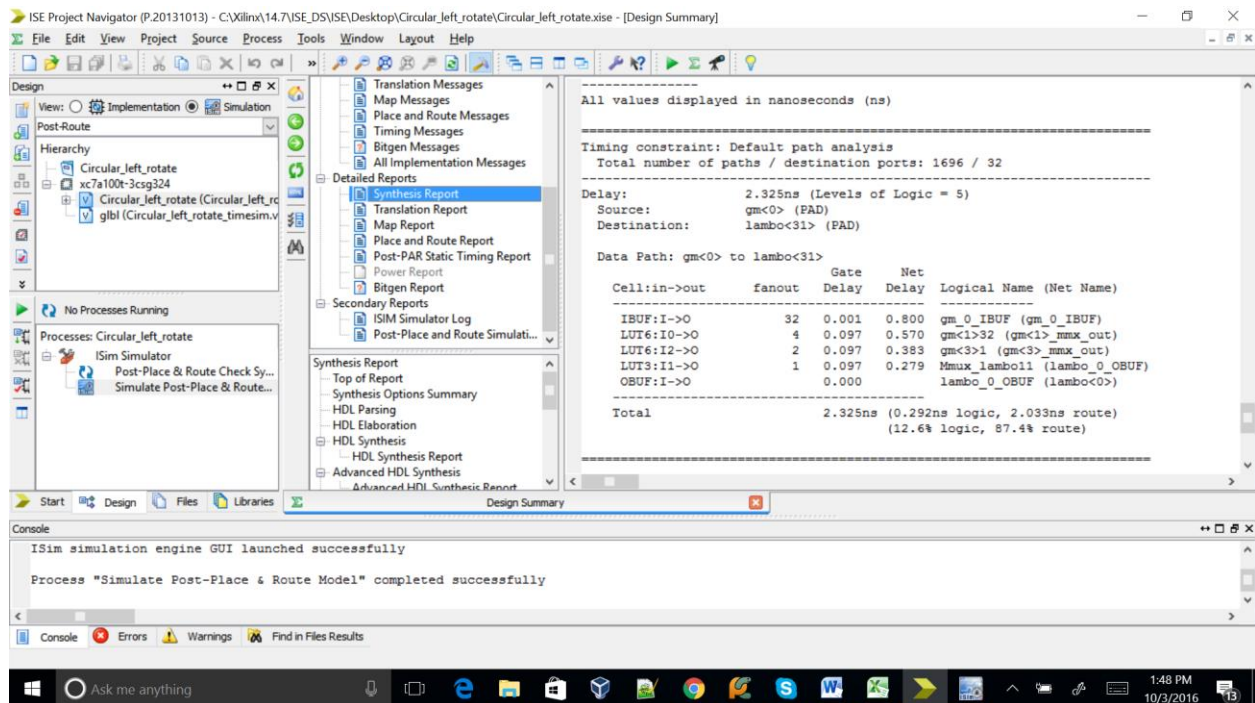 ISE Project Navigator (P.20131013) - C:\Xilinx\14.7\ISE_DS\ISE\Desktop\Circular_left_rotate\Circular_left_rotate.xise - [Design Summary]
File Edit View Project Source Process Tools Window Layout Help
Design
View: Implementation Simulation
Post-Route
Hierarchy
Circular_left_rotate
xc7a100t-3csg324
Circular_left_rotate (Circular_left_rc
glbl (Circular_left_rotate_timesim.v
No Processes Running
Processes: Circular_left_rotate
ISim Simulator
Post-Place & Route Check Sy...
Simulate Post-Place & Route...
Start Design Files Libraries
Translation Messages
Map Messages
Place and Route Messages
Timing Messages
Bitgen Messages
All Implementation Messages
Detailed Reports
Synthesis Report
Translation Report
Map Report
Place and Route Report
Post-PAR Static Timing Report
Power Report
Bitgen Report
Secondary Reports
ISIM Simulator Log
Post-Place and Route Simulati...
Synthesis Report
Top of Report
Synthesis Options Summary
HDL Parsing
HDL Elaboration
HDL Synthesis
HDL Synthesis Report
Advanced HDL Synthesis
Advanced HDL Synthesis Report
---------------
All values displayed in nanoseconds (ns)
=========================================================================
Timing constraint: Default path analysis
Total number of paths / destination ports: 1696 / 32
-------------------------------------------------------------------------
Delay: 2.325ns (Levels of Logic = 5)
Source: gm<0> (PAD)
Destination: lambo<31> (PAD)
Data Path: gm<0> to lambo<31>
Gate Net
Cell:in->out fanout Delay Delay Logical Name (Net Name)
---------------------------------------- ------------
IBUF:I->O 32 0.001 0.800 gm_0_IBUF (gm_0_IBUF)
LUT6:I0->O 4 0.097 0.570 gm<1>32 (gm<1>_mmx_out)
LUT6:I2->O 2 0.097 0.383 gm<3>1 (gm<3>_mmx_out)
LUT3:I1->O 1 0.097 0.279 Mmux_lambo11 (lambo_0_OBUF)
OBUF:I->O 0.000 lambo_0_OBUF (lambo<0>)
----------------------------------------
Total 2.325ns (0.292ns logic, 2.033ns route)
(12.6% logic, 87.4% route)
=========================================================================
Design Summary
Console
ISim simulation engine GUI launched successfully
Process "Simulate Post-Place & Route Model" completed successfully
Console Errors Warnings Find in Files Results
Ask me anything
1:48 PM
10/3/2016
13